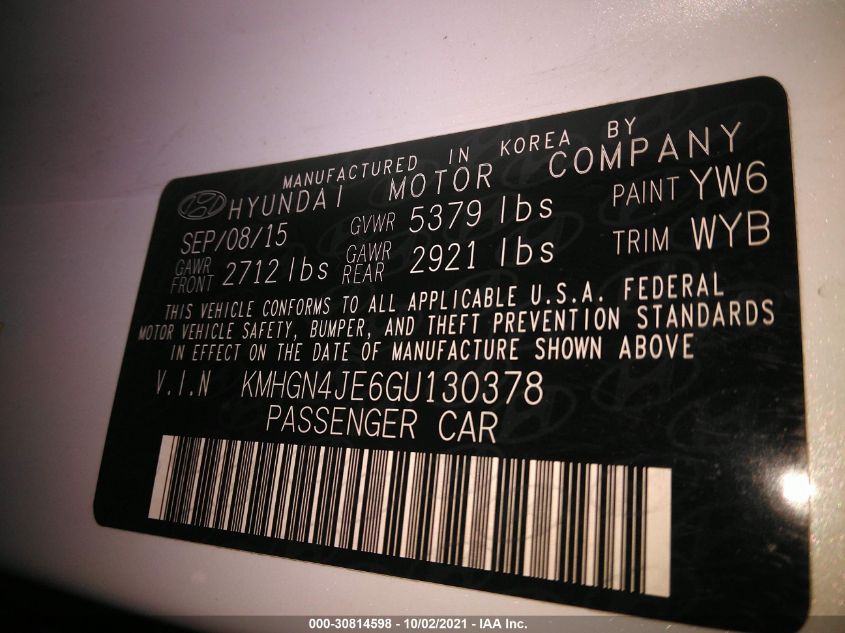 MANUFACTURED IN KOREA BY
HYUNDAI MOTOR COMPANY
SEP/08/15 GVWR 5379 lbs PAINT YW6
GAWR FRONT 2712 lbs GAWR REAR 2921 lbs TRIM WYB
THIS VEHICLE CONFORMS TO ALL APPLICABLE U.S.A. FEDERAL
MOTOR VEHICLE SAFETY, BUMPER, AND THEFT PREVENTION STANDARDS
IN EFFECT ON THE DATE OF MANUFACTURE SHOWN ABOVE
V.I.N KMHGN4JE6GU130378
PASSENGER CAR
000-30814598 - 10/02/2021 - IAA Inc.